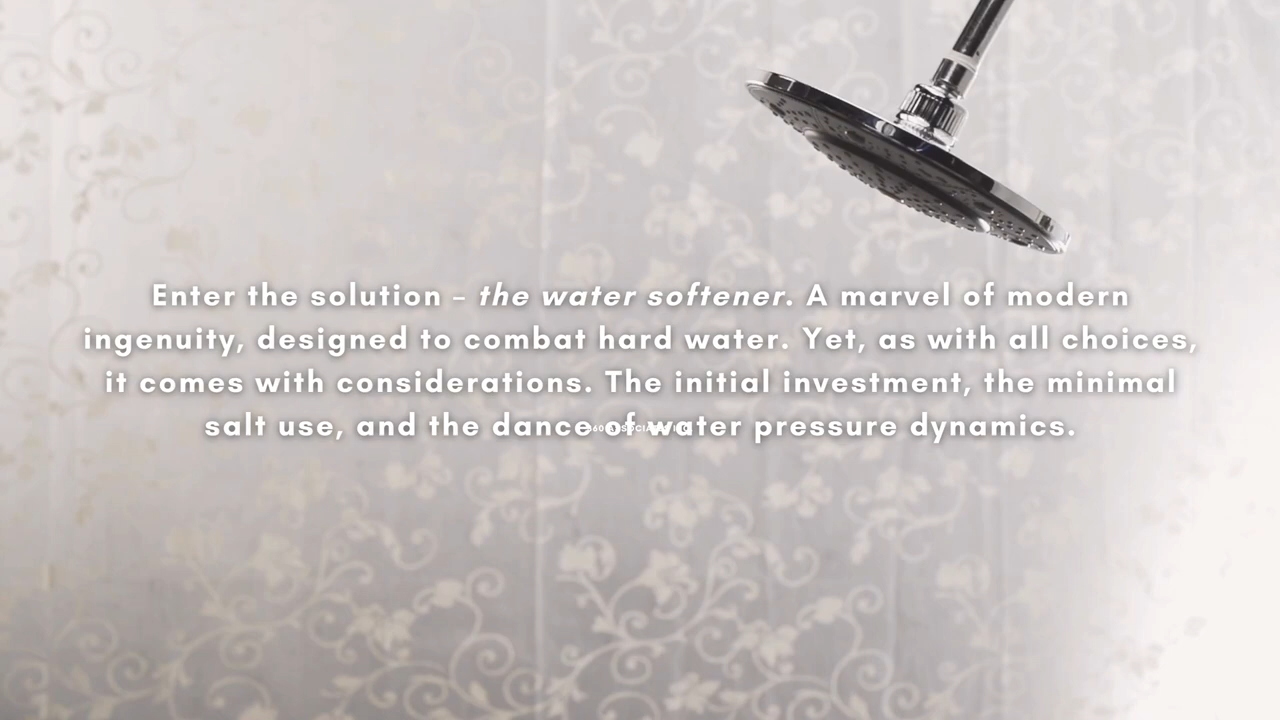 Enter the solution – the water softener. A marvel of modern
ingenuity, designed to combat hard water. Yet, as with all choices,
it comes with considerations. The initial investment, the minimal
salt use, and the dance of water pressure dynamics.